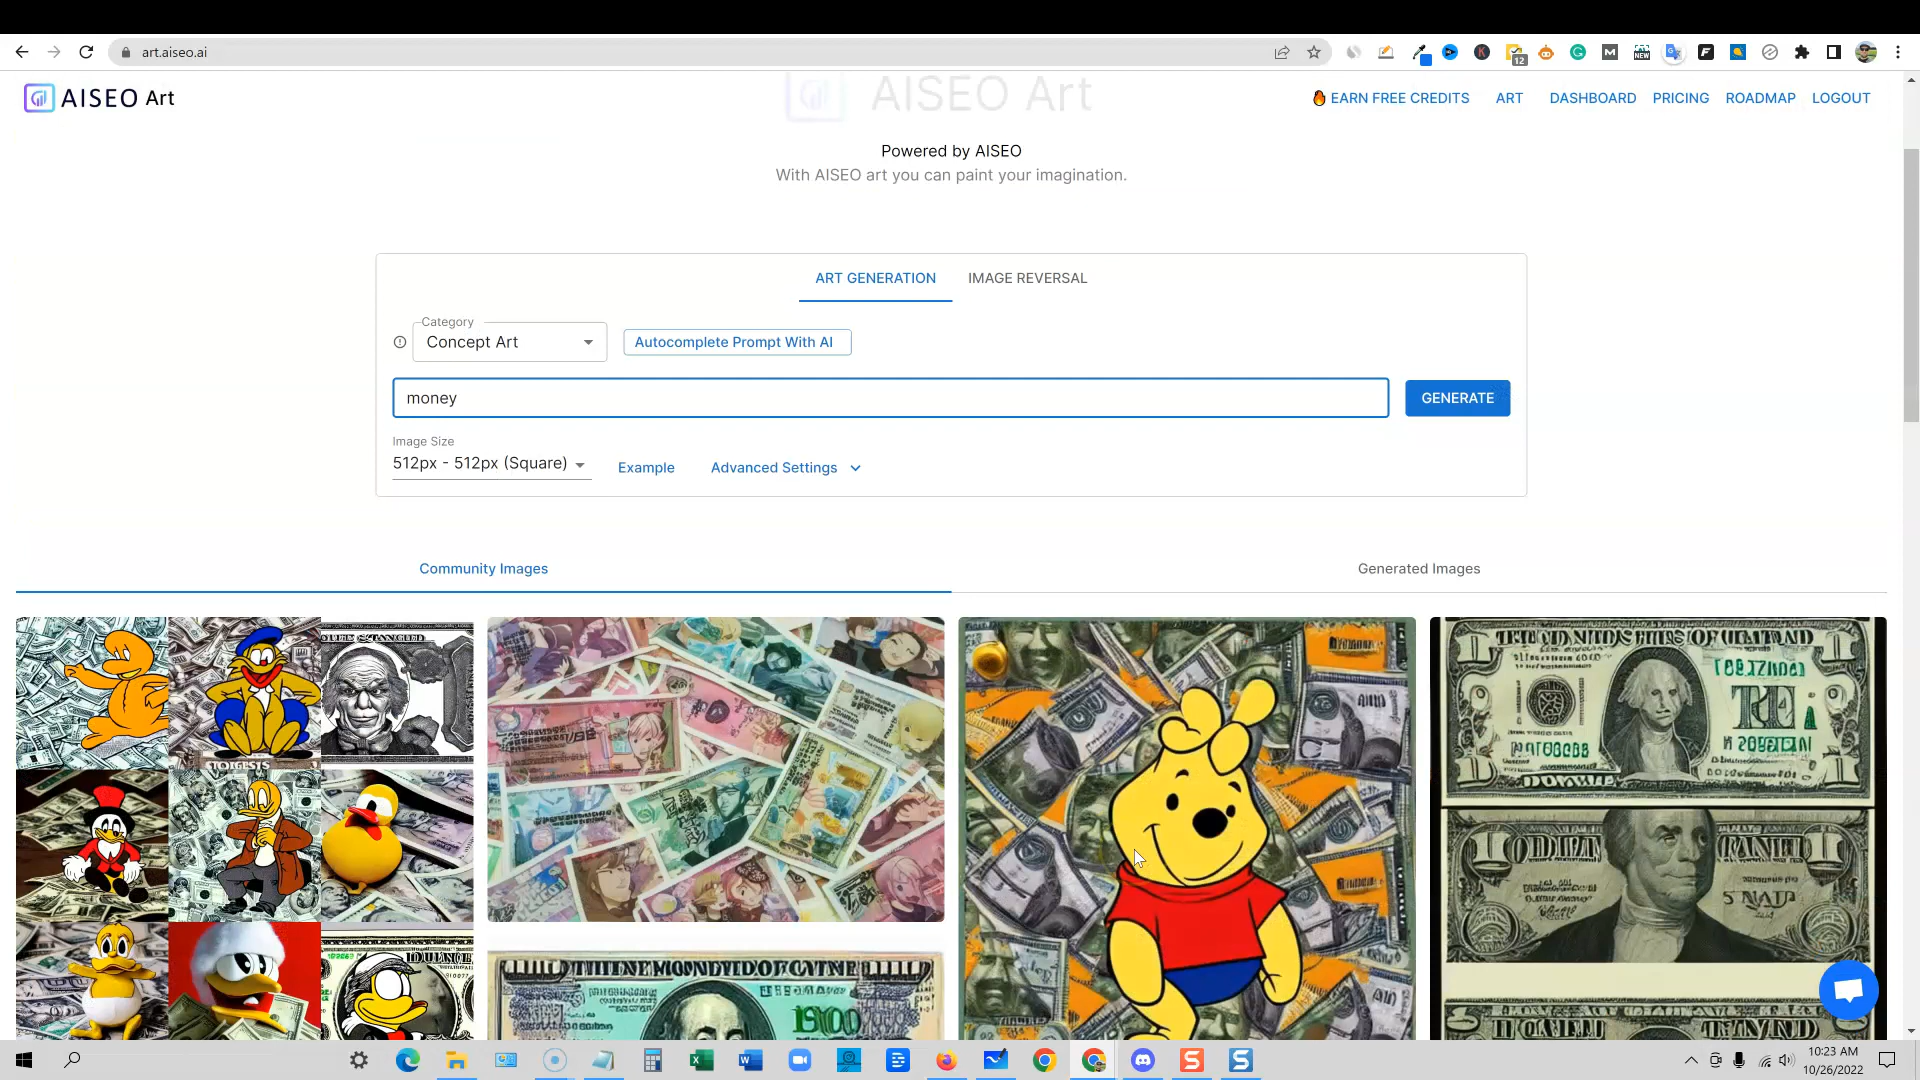 art.aiseo.ai
12
NEW
AISEO Art
AISEO Art
EARN FREE CREDITS
ART
DASHBOARD
PRICING
ROADMAP
LOGOUT
Powered by AISEO
With AISEO art you can paint your imagination.
ART GENERATION
IMAGE REVERSAL
Category
Concept Art
Autocomplete Prompt With AI
money
GENERATE
Image Size
512px - 512px (Square)
Example
Advanced Settings
Community Images
Generated Images
10:23 AM
10/26/2022